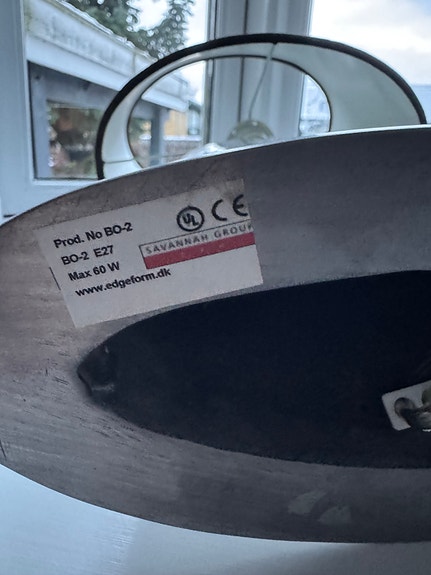 Prod. No BO-2
BO-2 E27
Max 60 W
www.edgeform.dk
UL CE
SAVANNAH GROUP